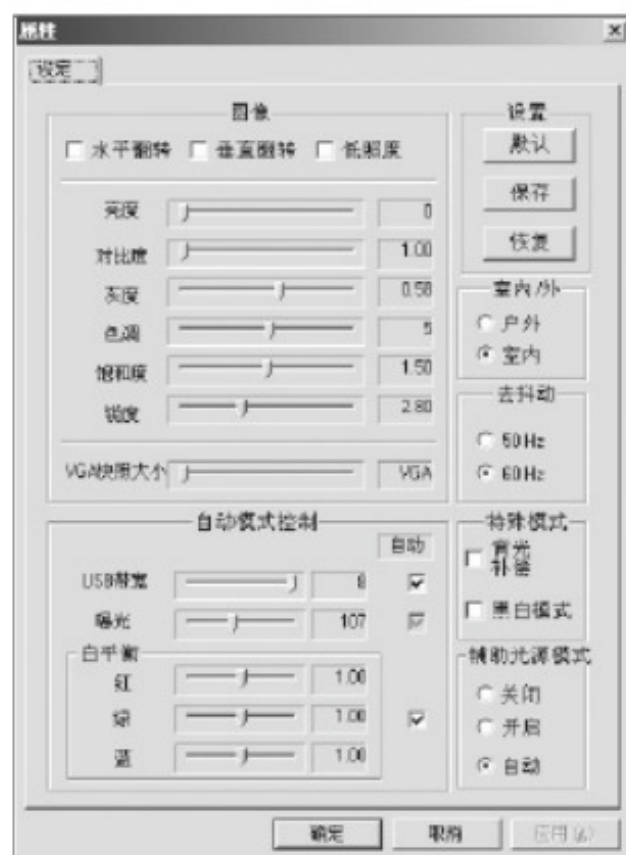 属性
设定
图像
水平翻转 垂直翻转 低照度
亮度 0
对比度 1.00
灰度 0.50
色调 5
饱和度 1.50
锐度 2.80
VGA快照大小 VGA
设置
默认
保存
恢复
室内/外
户外
室内
去抖动
50Hz
60Hz
自动模式控制
自动
USB带宽 8
曝光 107
白平衡
红 1.00
绿 1.00
蓝 1.00
特殊模式
背光
补偿
黑白模式
辅助光源模式
关闭
开启
自动
确定 取消 应用(A)